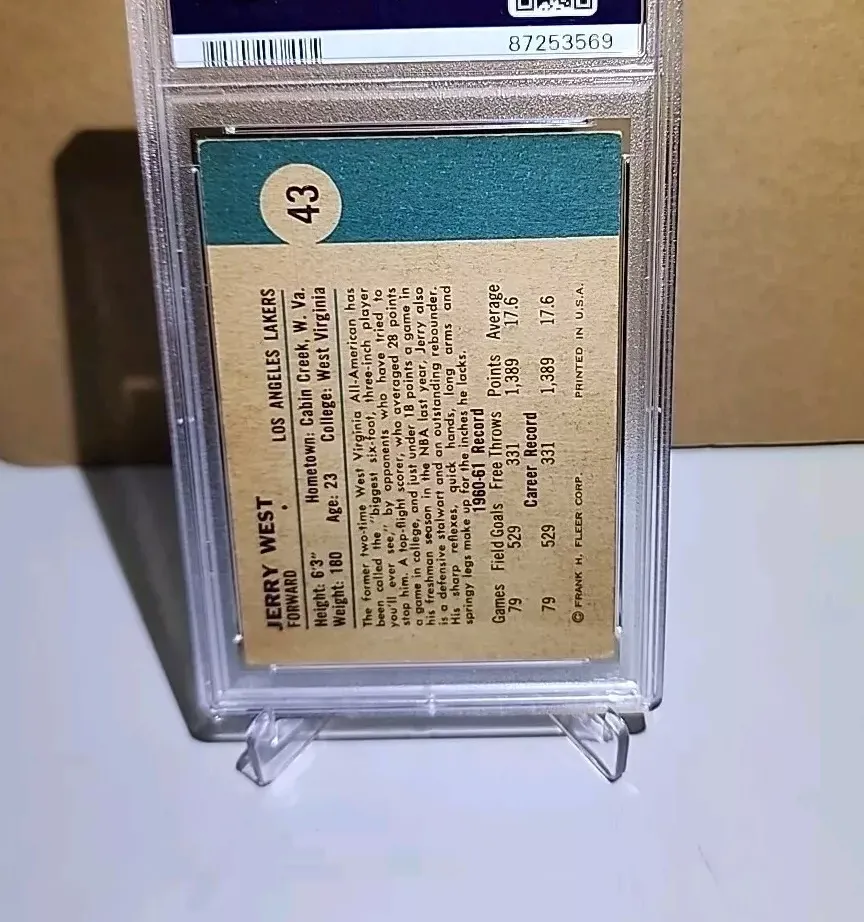 87253569
43
JERRY WEST
FORWARD LOS ANGELES LAKERS
Height: 6'3" Hometown: Cabin Creek, W. Va.
Weight: 180 Age: 23 College: West Virginia
The former two-time West Virginia All-American has
been called the "biggest six-foot, three-inch player
you'll ever see," by opponents who have tried to
stop him. A top-flight scorer, who averaged 28 points
a game in college, and just under 18 points a game in
his freshman season in the NBA last year, Jerry also
is a defensive stalwart and an outstanding rebounder.
His sharp reflexes, quick hands, long arms and
springy legs make up for the inches he lacks.
1960-61 Record
Games Field Goals Free Throws Points Average
79 529 331 1,389 17.6
Career Record
79 529 331 1,389 17.6
© FRANK H. FLEER CORP. PRINTED IN U.S.A.